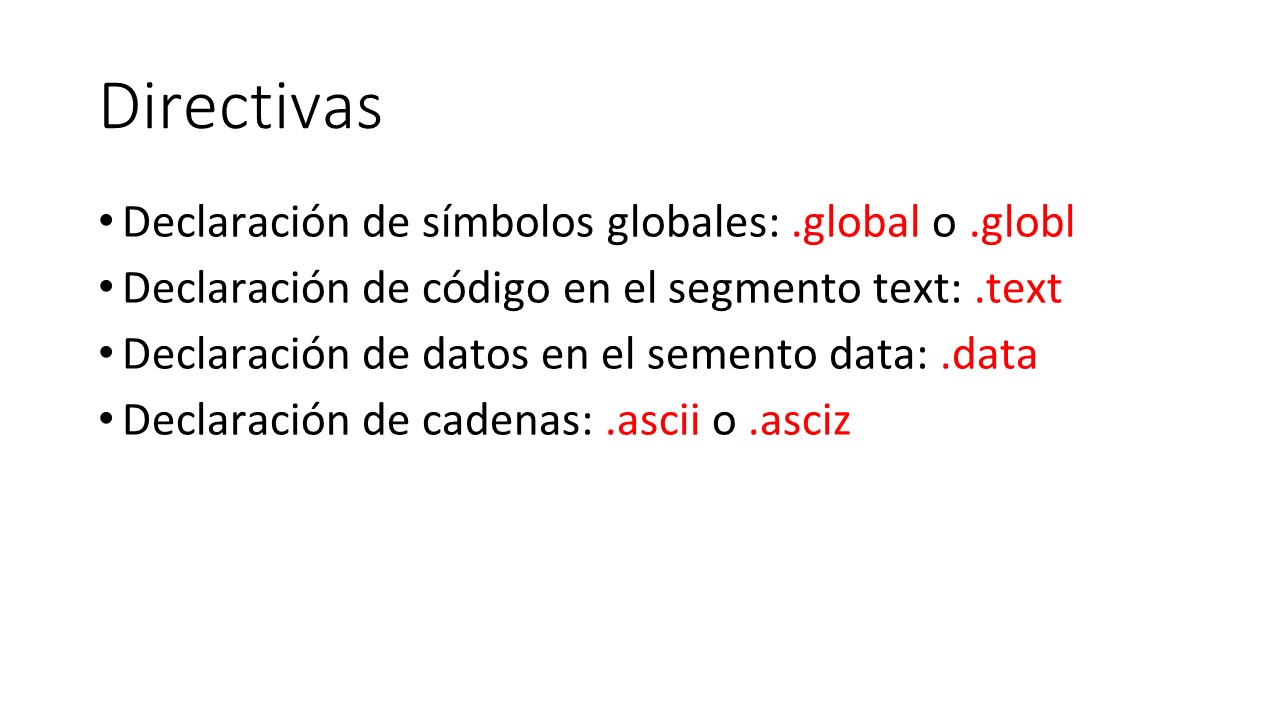 Directivas
• Declaración de símbolos globales: .global o .globl
• Declaración de código en el segmento text: .text
• Declaración de datos en el semento data: .data
• Declaración de cadenas: .ascii o .asciz